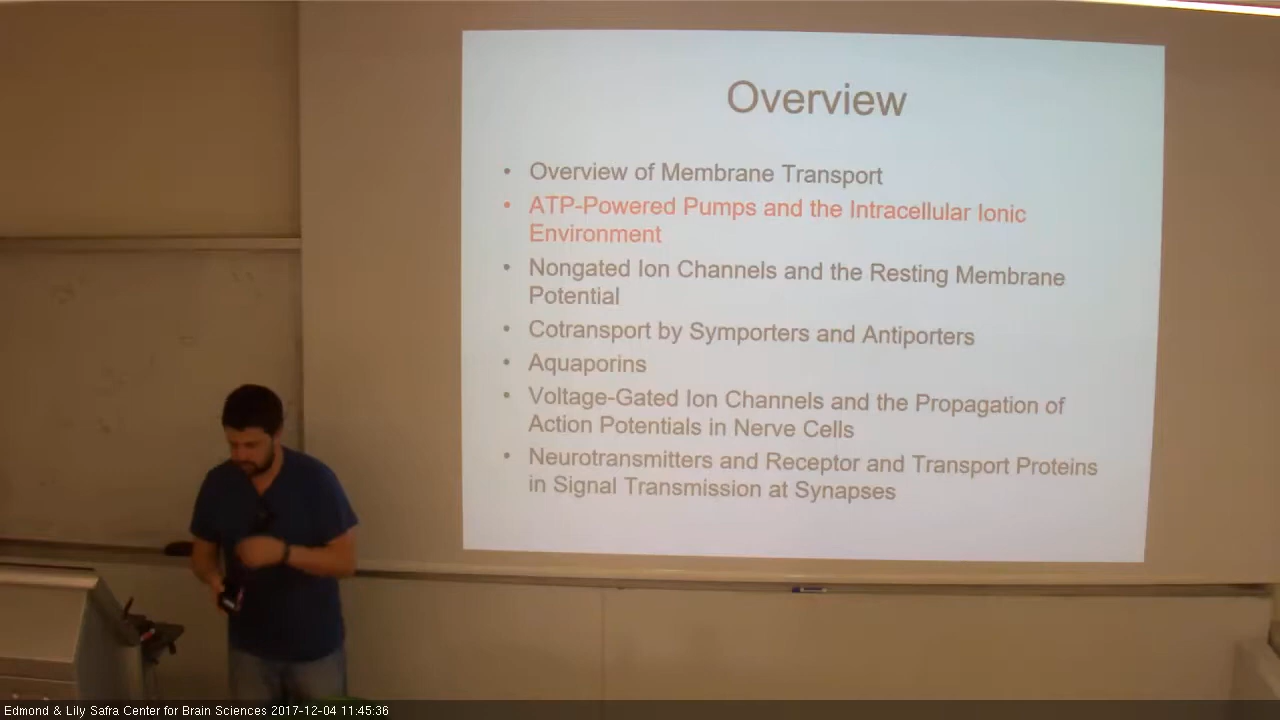 Overview
• Overview of Membrane Transport
• ATP-Powered Pumps and the Intracellular Ionic
Environment
• Nongated Ion Channels and the Resting Membrane
Potential
• Cotransport by Symporters and Antiporters
• Aquaporins
• Voltage-Gated Ion Channels and the Propagation of
Action Potentials in Nerve Cells
• Neurotransmitters and Receptor and Transport Proteins
in Signal Transmission at Synapses
Edmond & Lily Safra Center for Brain Sciences 2017-12-04 11:45:36